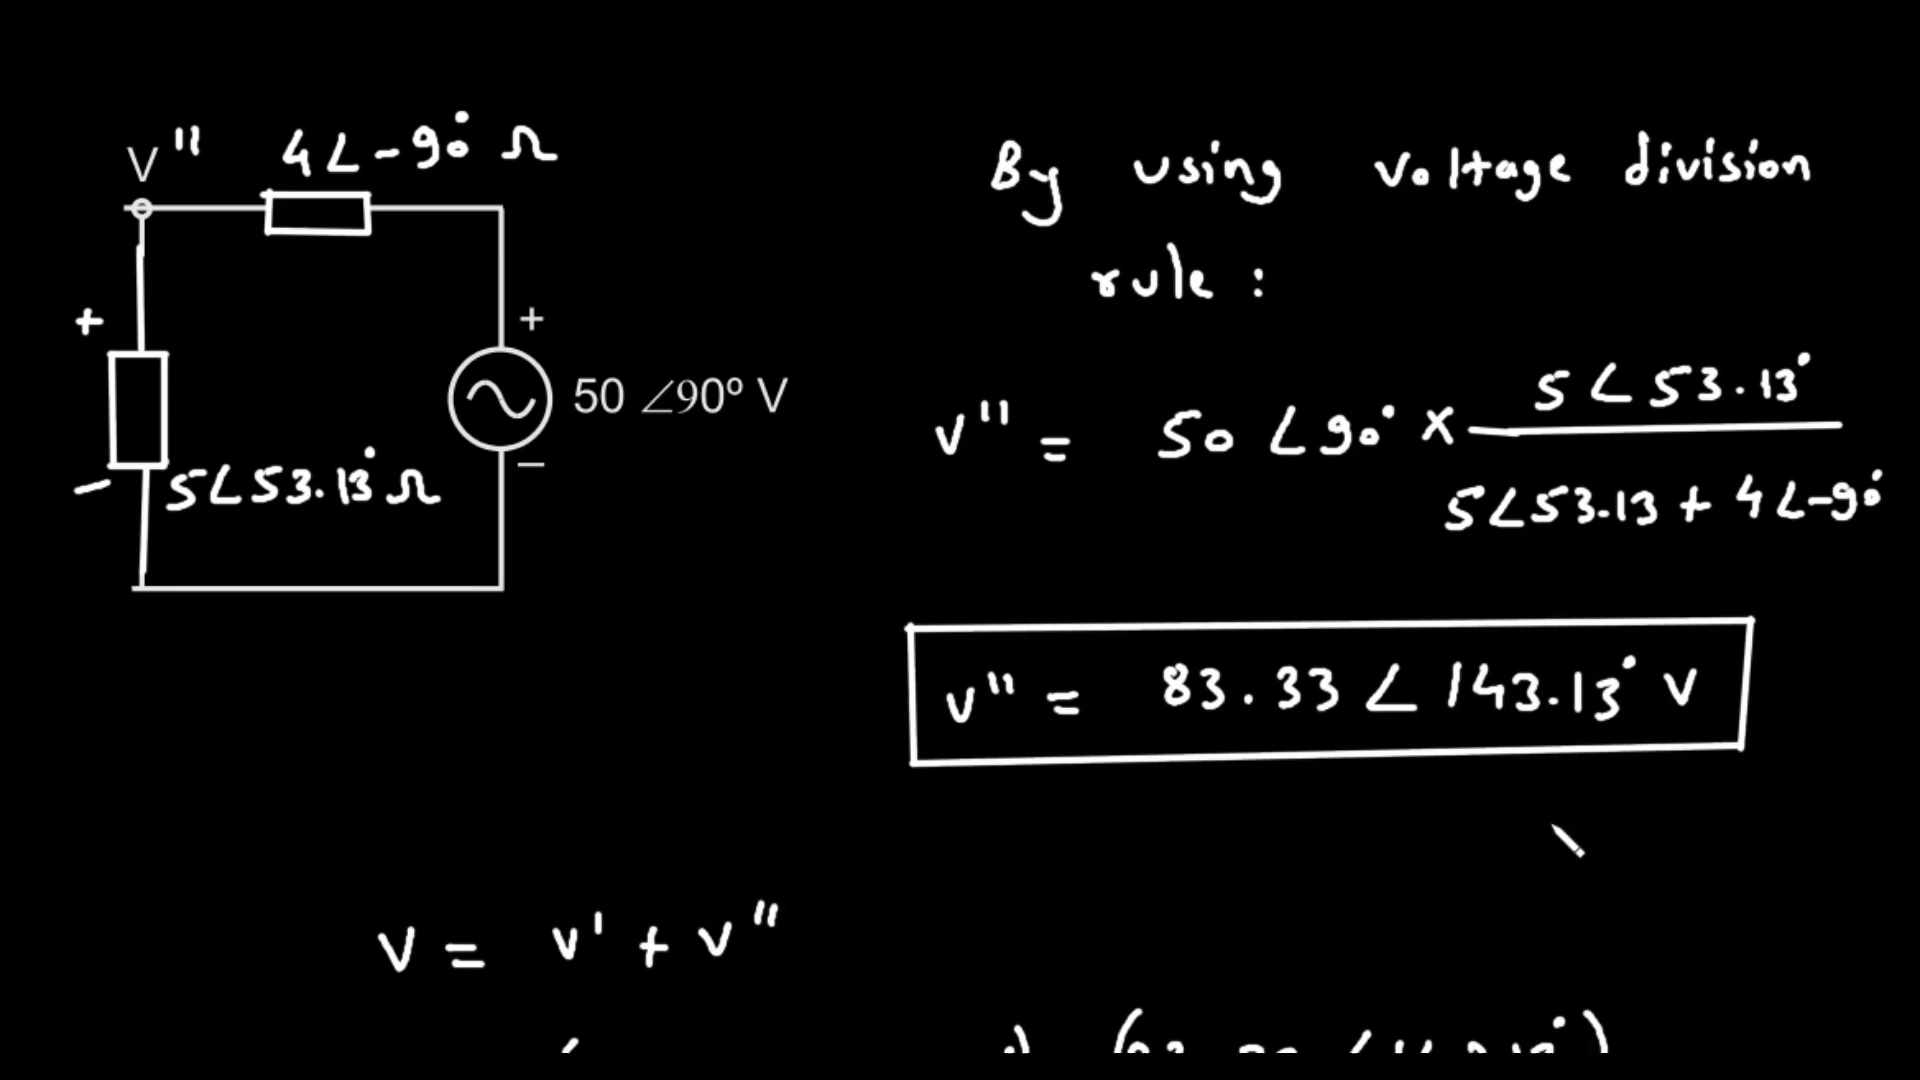 V" 4∠-90° Ω
By using voltage division
rule :
+
+
50 ∠90º V
-
- 5∠53.13° Ω
V" = 50 ∠90° x 5 ∠53.13° / 5∠53.13 + 4∠-90°
V" = 83.33 ∠143.13° V
V = V' + V"